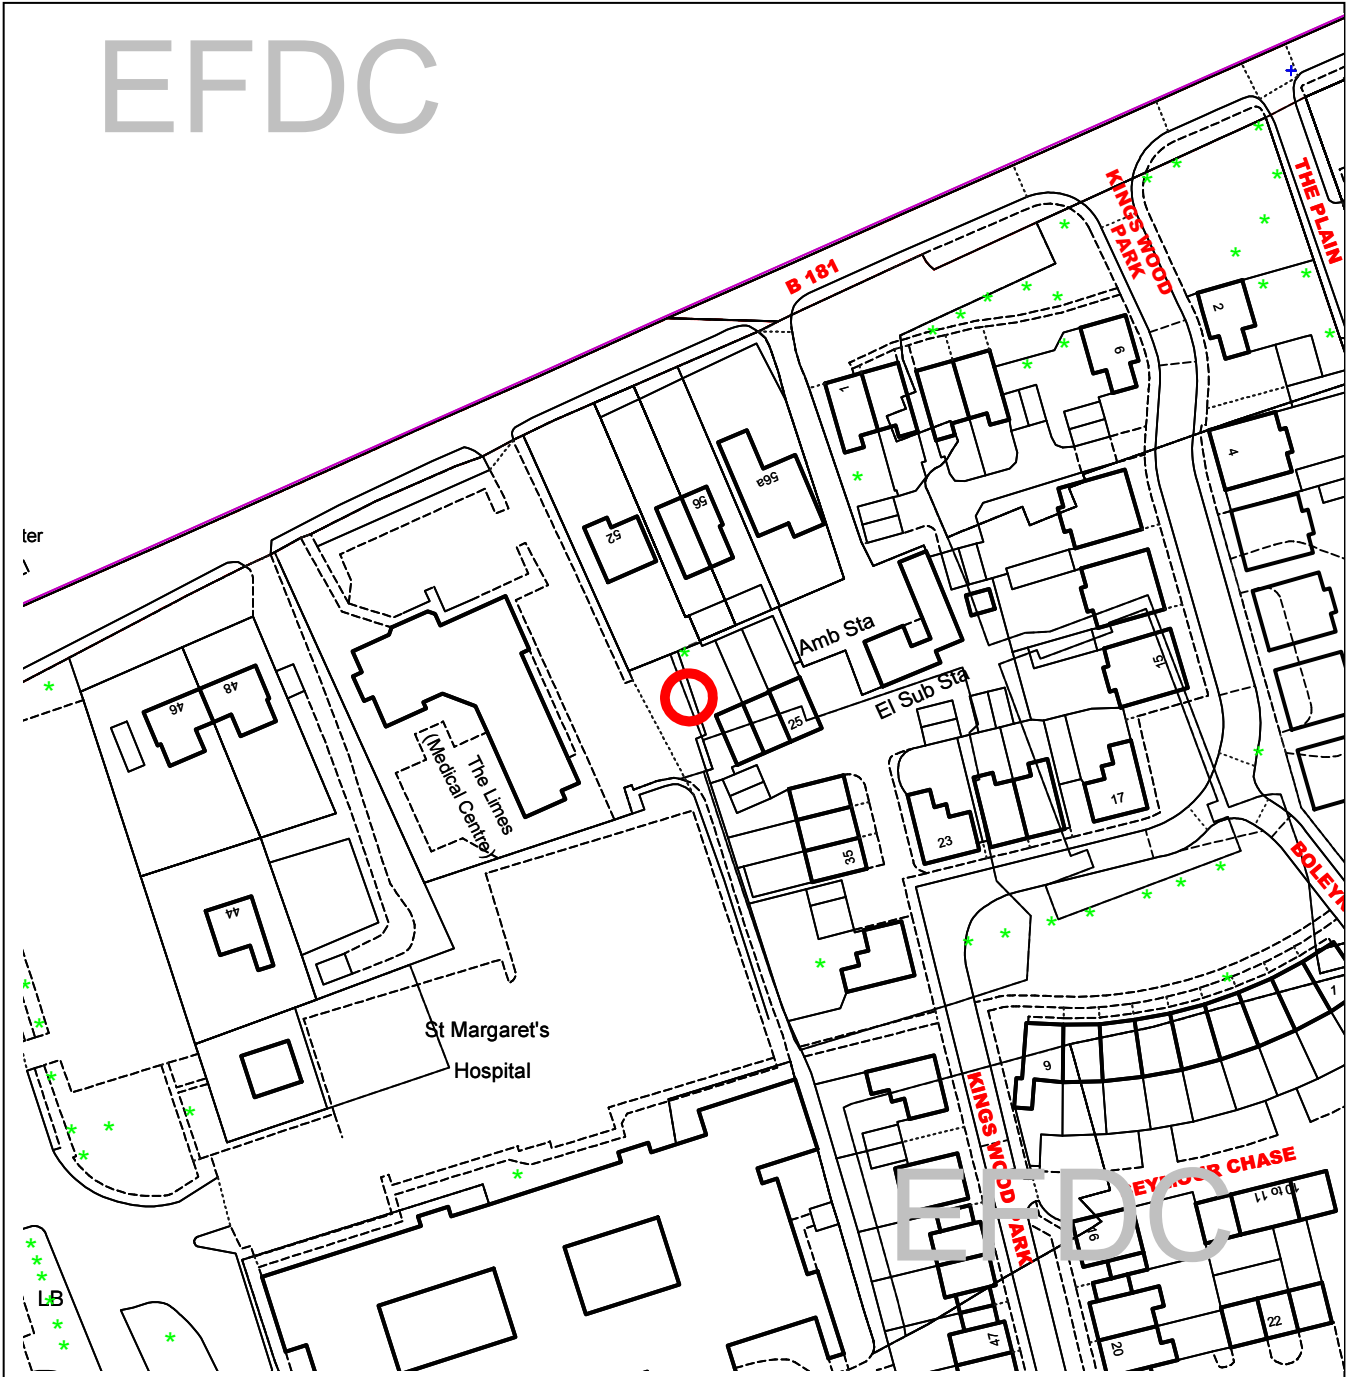 EFDC
THE PLAIN
KINGS WOOD
PARK
B 181
2
6
1
4
56a
56
52
ter
Amb Sta
El Sub Sta
15
48
46
25
The Limes
(Medical Centre)
17
23
35
BOLEYN
44
St Margaret's
Hospital
1
9
KINGS WOOD PARK
EFDC
SEYMOUR CHASE
10 to 11
16
LB
47
20
22